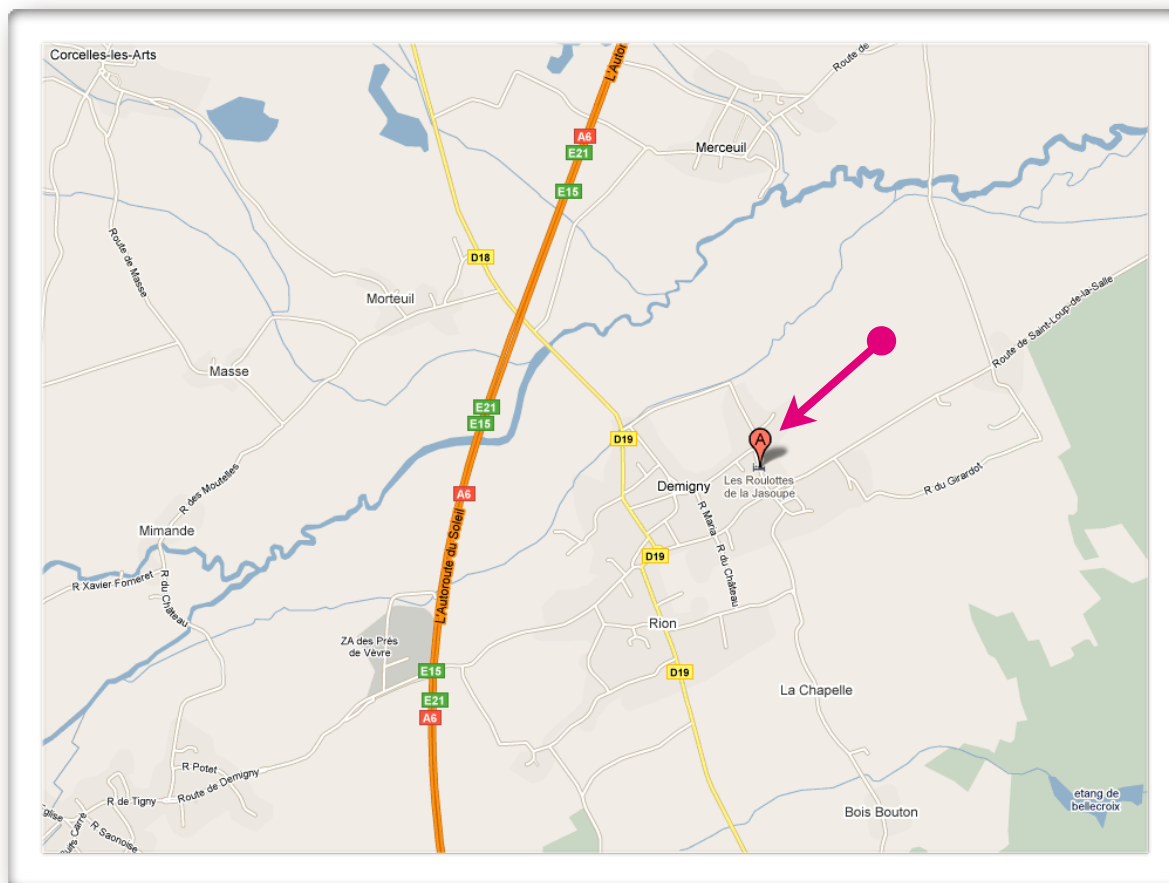 Corcelles-les-Arts
L'Autor
Route de
A6
E21
Merceuil
E15
Route de Masse
D18
Morteuil
Route de Saint-Loup-de-la-Salle
Masse
E21
E15
D19
A
Les Roulottes
de la Jasoupe
Demigny
R du Girardot
R des Moutelles
A6
R Maria
Mimande
L'Autoroute du Soleil
D19
R du Château
R Xavier Forneret
R du Château
Rion
ZA des Près
de Vèvre
E15
D19
La Chapelle
E21
A6
R Potet
Route de Demigny
R de Tigny
etang de
bellecroix
Bois Bouton
R Saonoise